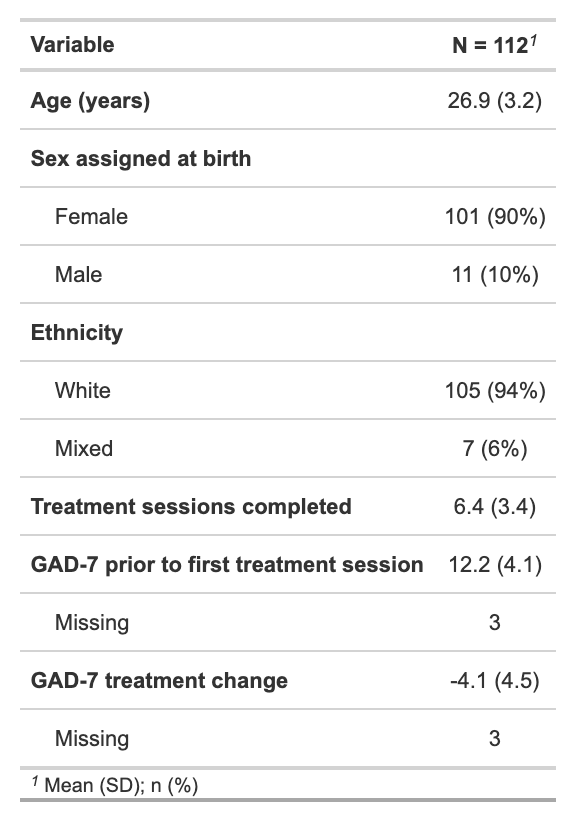 Variable N = 112¹
Age (years) 26.9 (3.2)
Sex assigned at birth
Female 101 (90%)
Male 11 (10%)
Ethnicity
White 105 (94%)
Mixed 7 (6%)
Treatment sessions completed 6.4 (3.4)
GAD-7 prior to first treatment session 12.2 (4.1)
Missing 3
GAD-7 treatment change -4.1 (4.5)
Missing 3
¹ Mean (SD); n (%)